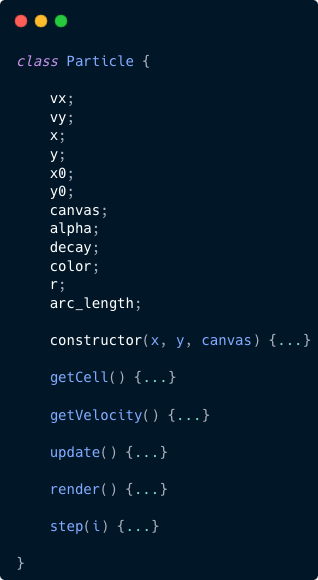 class Particle {
vx;
vy;
x;
y;
x0;
y0;
canvas;
alpha;
decay;
color;
r;
arc_length;
constructor(x, y, canvas) {...}
getCell() {...}
getVelocity() {...}
update() {...}
render() {...}
step(i) {...}
}